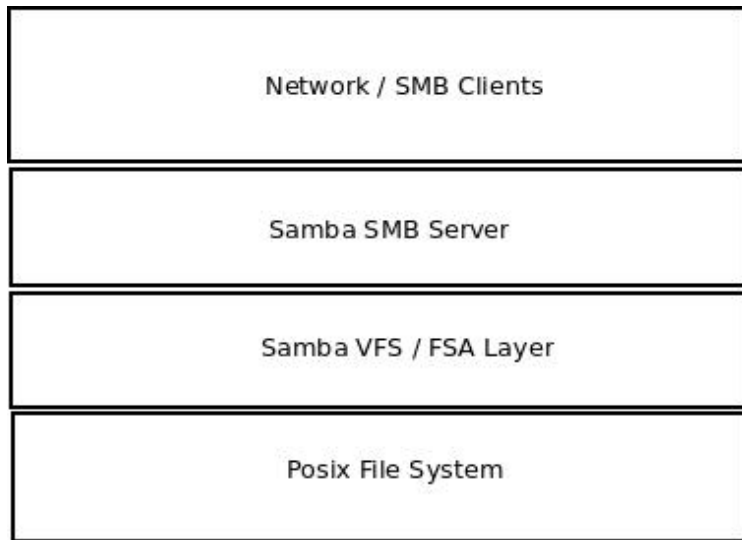 Network / SMB Clients
Samba SMB Server
Samba VFS / FSA Layer
Posix File System